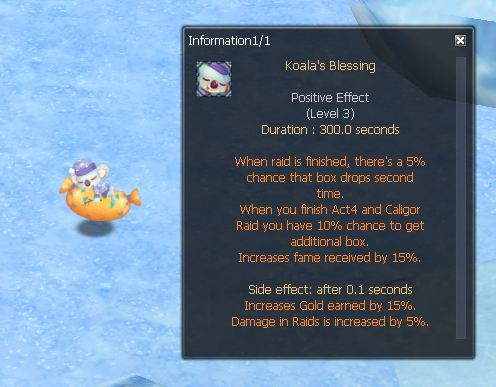 Information1/1
Koala's Blessing
Positive Effect
(Level 3)
Duration : 300.0 seconds
When raid is finished, there's a 5%
chance that box drops second
time.
When you finish Act4 and Caligor
Raid you have 10% chance to get
additional box.
Increases fame received by 15%.
Side effect: after 0.1 seconds
Increases Gold earned by 15%.
Damage in Raids is increased by 5%.